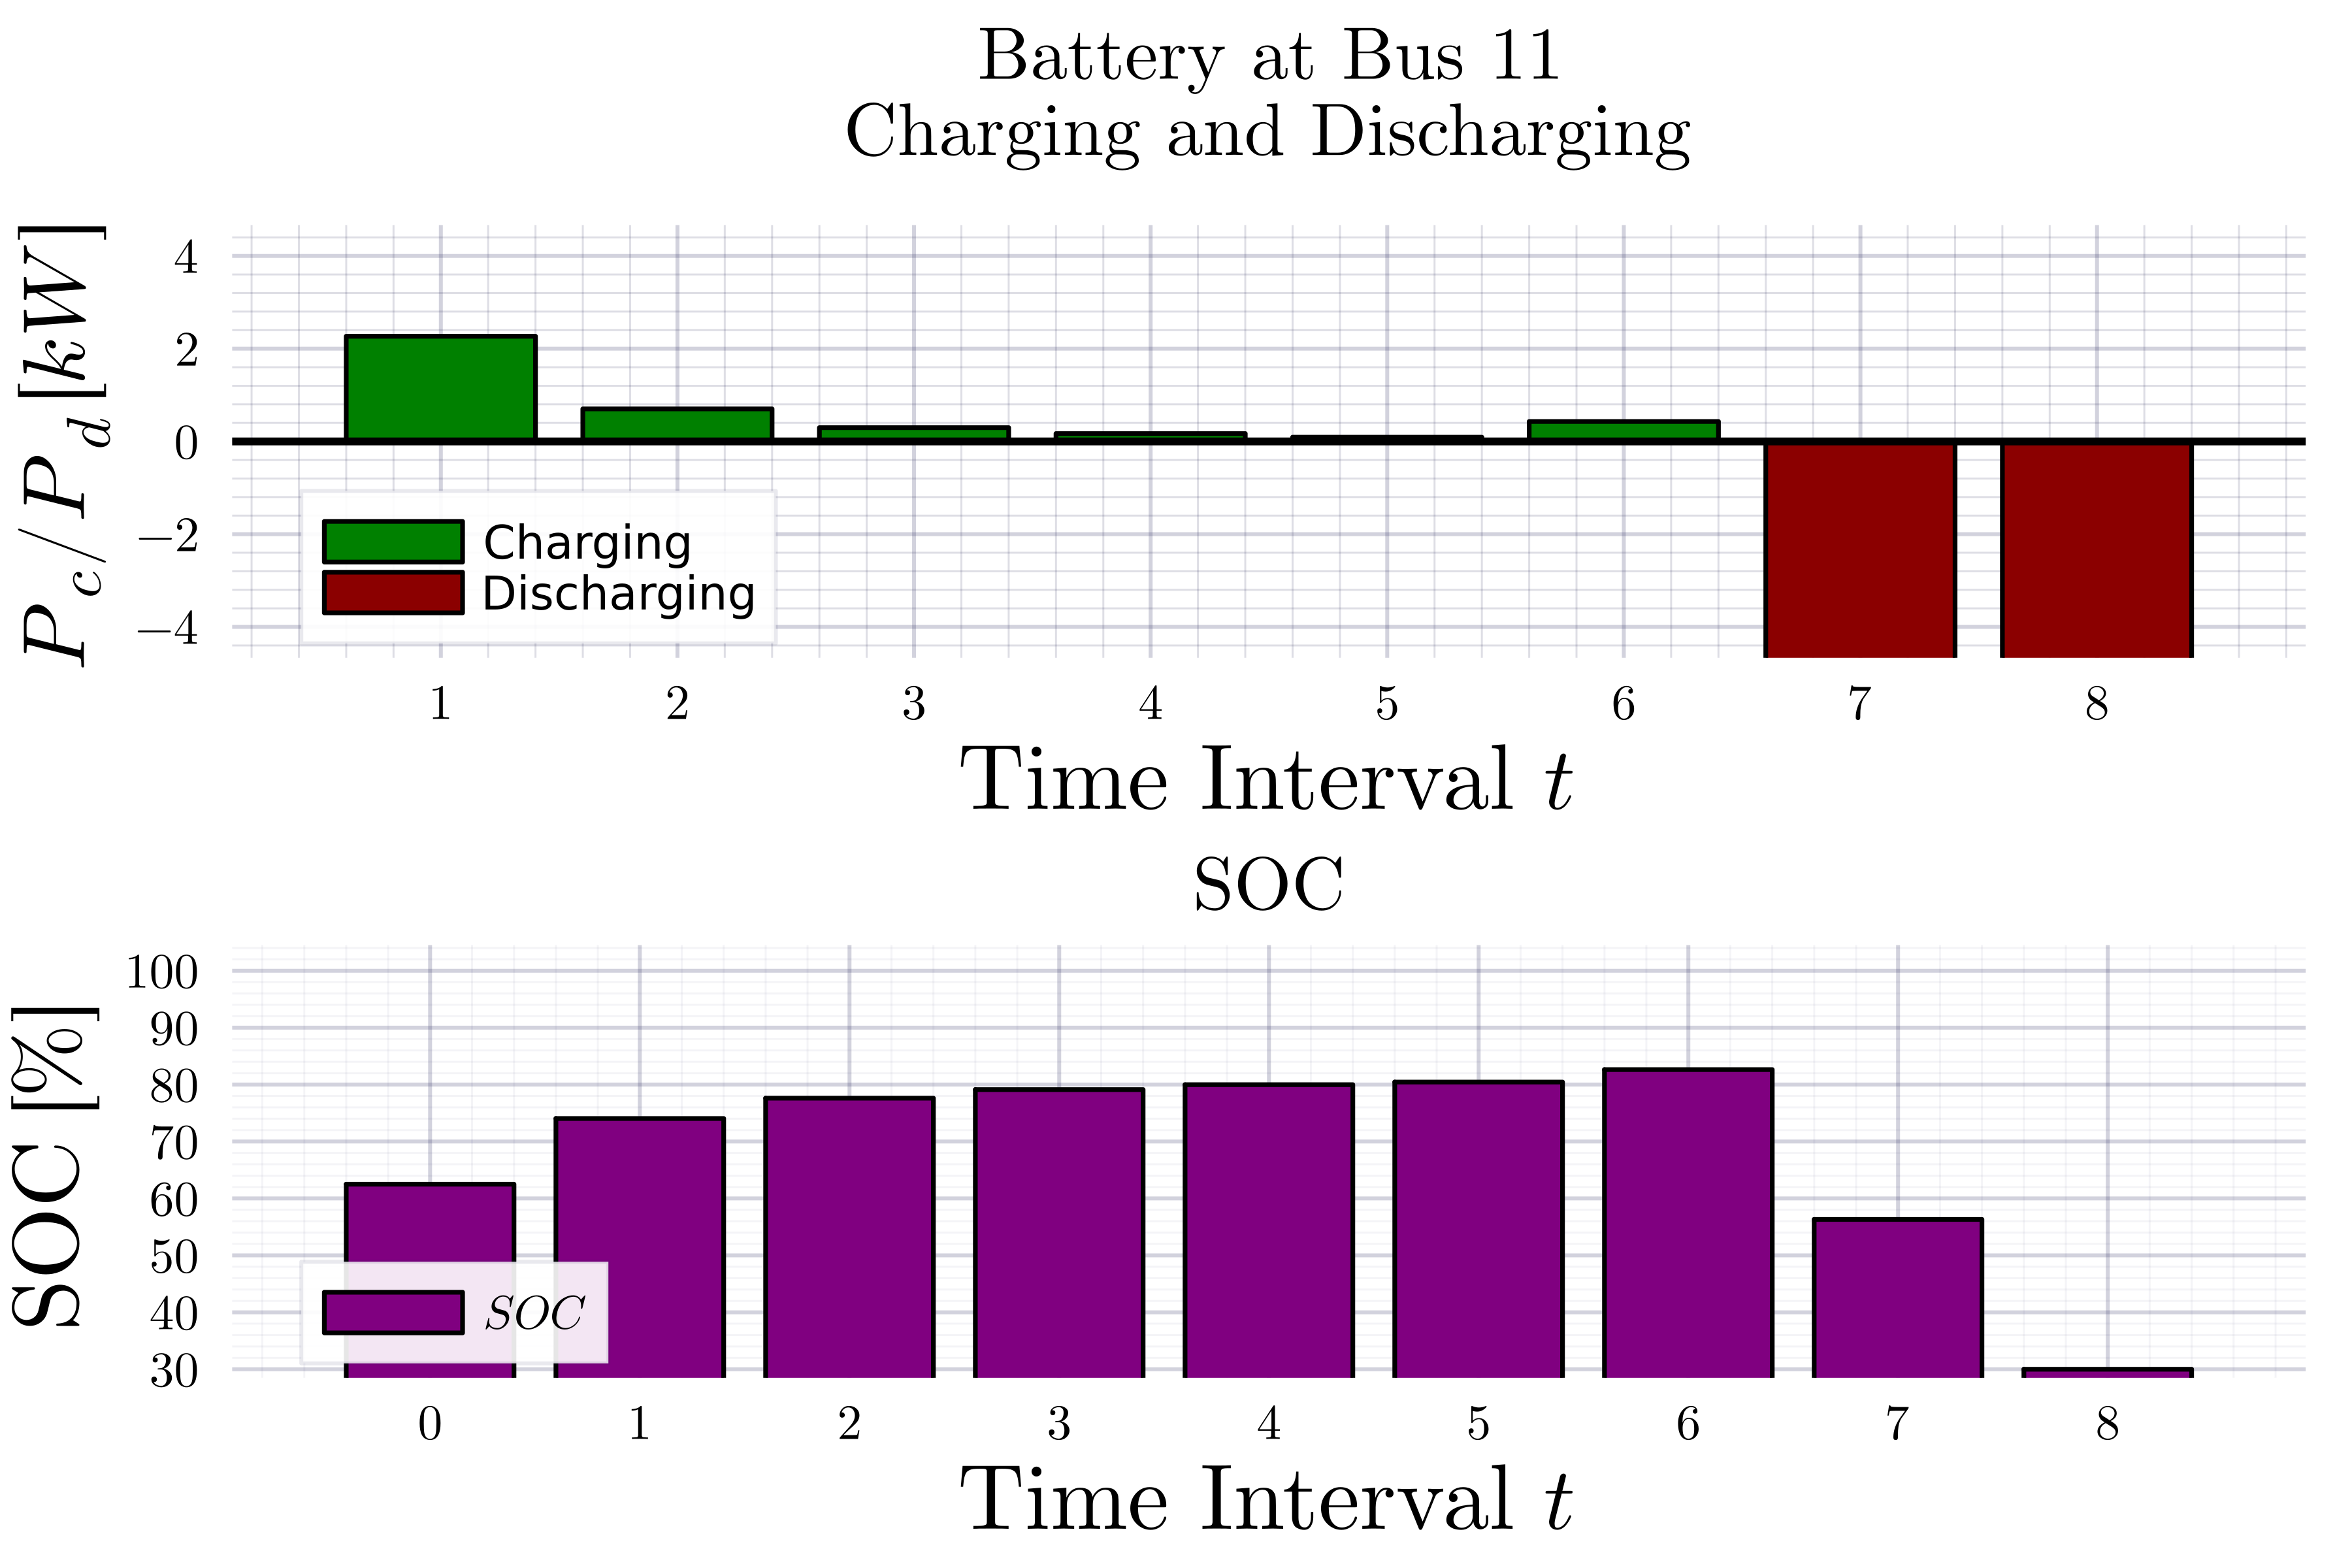 Battery at Bus 11
Charging and Discharging
P_c/P_d [kW]
4
2
0
−2
−4
Charging
Discharging
1 2 3 4 5 6 7 8
Time Interval t
SOC
SOC [%]
100
90
80
70
60
50
40
30
SOC
0 1 2 3 4 5 6 7 8
Time Interval t